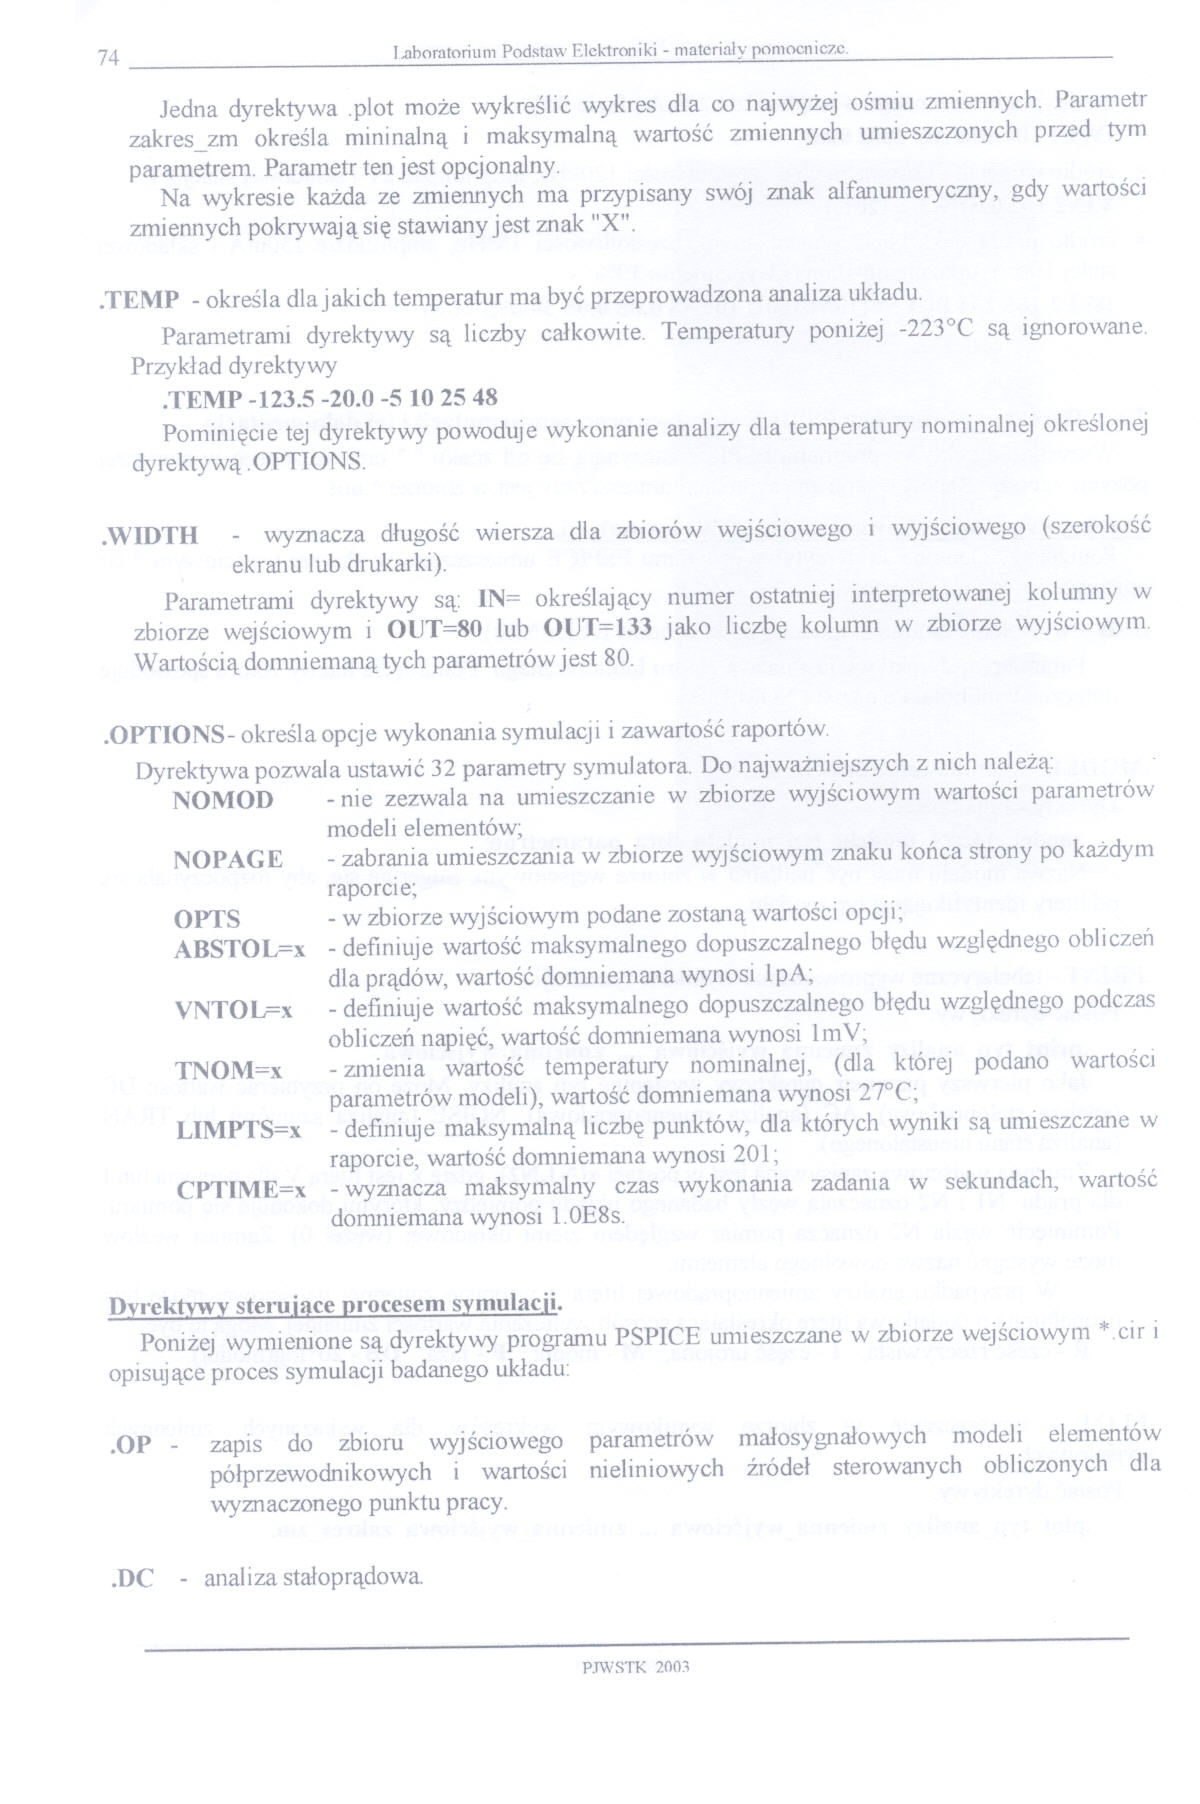 74 Laboratorium Podstaw Elektroniki - materiały pomocnicze.
Jedna dyrektywa .plot może wykreślić wykres dla co najwyżej ośmiu zmiennych. Parametr
zakres_zm określa mininalną i maksymalną wartość zmiennych umieszczonych przed tym
parametrem. Parametr ten jest opcjonalny.
Na wykresie każda ze zmiennych ma przypisany swój znak alfanumeryczny, gdy wartości
zmiennych pokrywają się stawiany jest znak "X".
.TEMP - określa dla jakich temperatur ma być przeprowadzona analiza układu.
Parametrami dyrektywy są liczby całkowite. Temperatury poniżej -223°C są ignorowane.
Przykład dyrektywy
.TEMP -123.5 -20.0 -5 10 25 48
Pominięcie tej dyrektywy powoduje wykonanie analizy dla temperatury nominalnej określonej
dyrektywą .OPTIONS.
.WIDTH - wyznacza długość wiersza dla zbiorów wejściowego i wyjściowego (szerokość
ekranu lub drukarki).
Parametrami dyrektywy są: IN= określający numer ostatniej interpretowanej kolumny w
zbiorze wejściowym i OUT=80 lub OUT=133 jako liczbę kolumn w zbiorze wyjściowym.
Wartością domniemaną tych parametrów jest 80.
.OPTIONS- określa opcje wykonania symulacji i zawartość raportów.
Dyrektywa pozwala ustawić 32 parametry symulatora. Do najważniejszych z nich należą:
NOMOD - nie zezwala na umieszczanie w zbiorze wyjściowym wartości parametrów
modeli elementów;
NOPAGE - zabrania umieszczania w zbiorze wyjściowym znaku końca strony po każdym
raporcie;
OPTS - w zbiorze wyjściowym podane zostaną wartości opcji;
ABSTOL=x - definiuje wartość maksymalnego dopuszczalnego błędu względnego obliczeń
dla prądów, wartość domniemana wynosi 1pA;
VNTOL=x - definiuje wartość maksymalnego dopuszczalnego błędu względnego podczas
obliczeń napięć, wartość domniemana wynosi 1mV;
TNOM=x - zmienia wartość temperatury nominalnej, (dla której podano wartości
parametrów modeli), wartość domniemana wynosi 27°C;
LIMPTS=x - definiuje maksymalną liczbę punktów, dla których wyniki są umieszczane w
raporcie, wartość domniemana wynosi 201;
CPTIME=x - wyznacza maksymalny czas wykonania zadania w sekundach, wartość
domniemana wynosi 1.0E8s.
Dyrektywy sterujące procesem symulacji.
Poniżej wymienione są dyrektywy programu PSPICE umieszczane w zbiorze wejściowym *.cir i
opisujące proces symulacji badanego układu:
.OP - zapis do zbioru wyjściowego parametrów małosygnałowych modeli elementów
półprzewodnikowych i wartości nieliniowych źródeł sterowanych obliczonych dla
wyznaczonego punktu pracy.
.DC - analiza stałoprądowa.
PJWSTK 2003